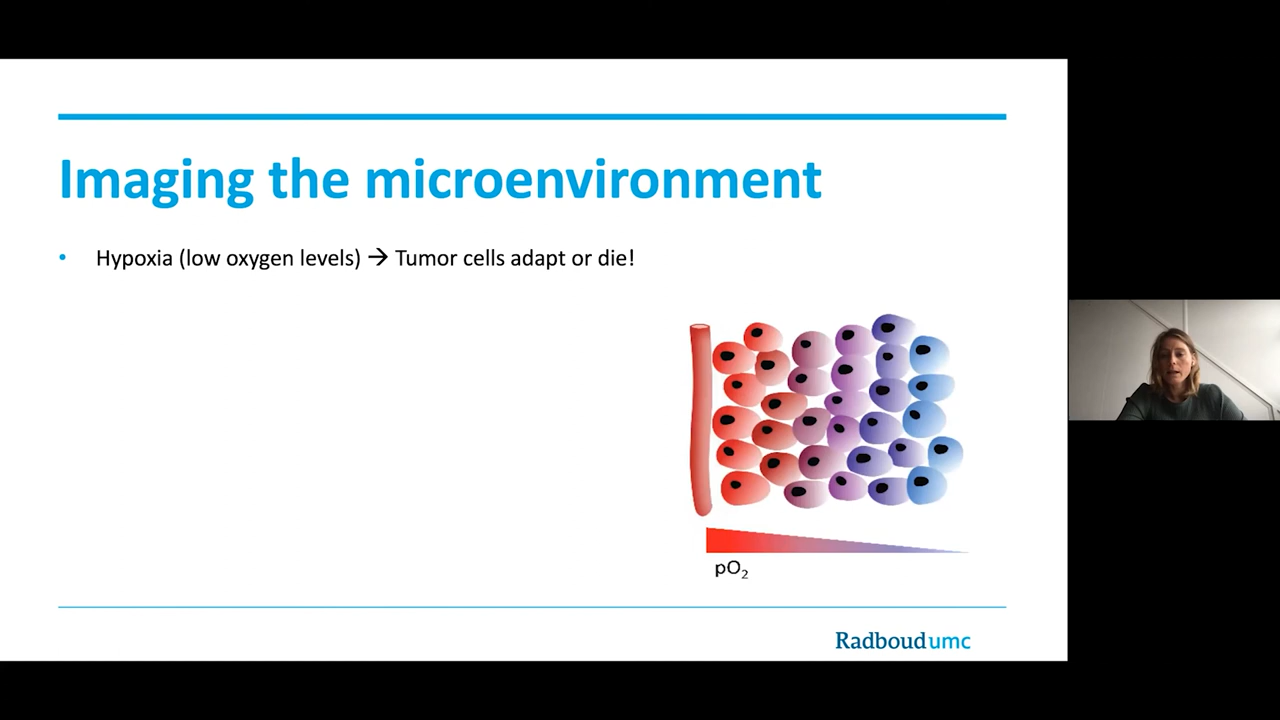 Imaging the microenvironment
• Hypoxia (low oxygen levels) → Tumor cells adapt or die!
pO₂
Radboudumc